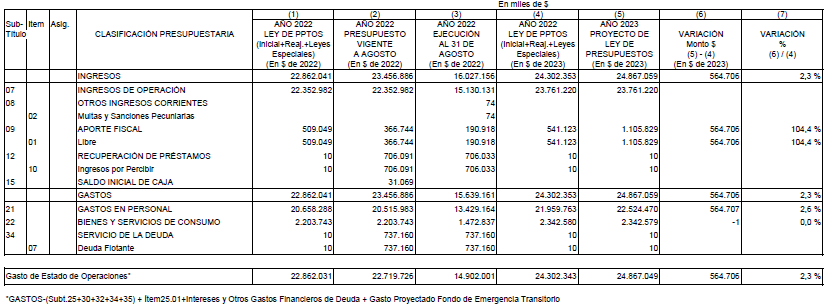 En miles de $
Sub-Título Item Asig. CLASIFICACIÓN PRESUPUESTARIA (1) AÑO 2022 LEY DE PPTOS (Inicial+Reaj.+Leyes Especiales) (En $ de 2022) (2) AÑO 2022 PRESUPUESTO VIGENTE A AGOSTO (En $ de 2022) (3) AÑO 2022 EJECUCIÓN AL 31 DE AGOSTO (En $ de 2022) (4) AÑO 2022 LEY DE PPTOS (Inicial+Reaj.+Leyes Especiales) (En $ de 2023) (5) AÑO 2023 PROYECTO DE LEY DE PRESUPUESTOS (En $ de 2023) (6) VARIACIÓN Monto $ (5) - (4) (En $ de 2023) (7) VARIACIÓN % (6) / (4)
INGRESOS 22.862.041 23.456.886 16.027.156 24.302.353 24.867.059 564.706 2,3 %
07 INGRESOS DE OPERACIÓN 22.352.982 22.352.982 15.130.131 23.761.220 23.761.220
08 OTROS INGRESOS CORRIENTES 74
02 Multas y Sanciones Pecuniarias 74
09 APORTE FISCAL 509.049 366.744 190.918 541.123 1.105.829 564.706 104,4 %
01 Libre 509.049 366.744 190.918 541.123 1.105.829 564.706 104,4 %
12 RECUPERACIÓN DE PRÉSTAMOS 10 706.091 706.033 10 10
10 Ingresos por Percibir 10 706.091 706.033 10 10
15 SALDO INICIAL DE CAJA 31.069
GASTOS 22.862.041 23.456.886 15.639.161 24.302.353 24.867.059 564.706 2,3 %
21 GASTOS EN PERSONAL 20.658.288 20.515.983 13.429.164 21.959.763 22.524.470 564.707 2,6 %
22 BIENES Y SERVICIOS DE CONSUMO 2.203.743 2.203.743 1.472.837 2.342.580 2.342.579 -1 0,0 %
34 SERVICIO DE LA DEUDA 10 737.160 737.160 10 10
07 Deuda Flotante 10 737.160 737.160 10 10
Gasto de Estado de Operaciones* 22.862.031 22.719.726 14.902.001 24.302.343 24.867.049 564.706 2,3 %
*GASTOS-(Subt.25+30+32+34+35) + Ítem25.01+Intereses y Otros Gastos Financieros de Deuda + Gasto Proyectado Fondo de Emergencia Transitorio